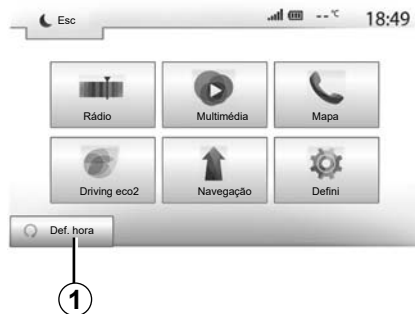 Esc
--°C
18:49
Rádio
Multimédia
Mapa
Driving eco2
Navegação
Defini
Def. hora
1